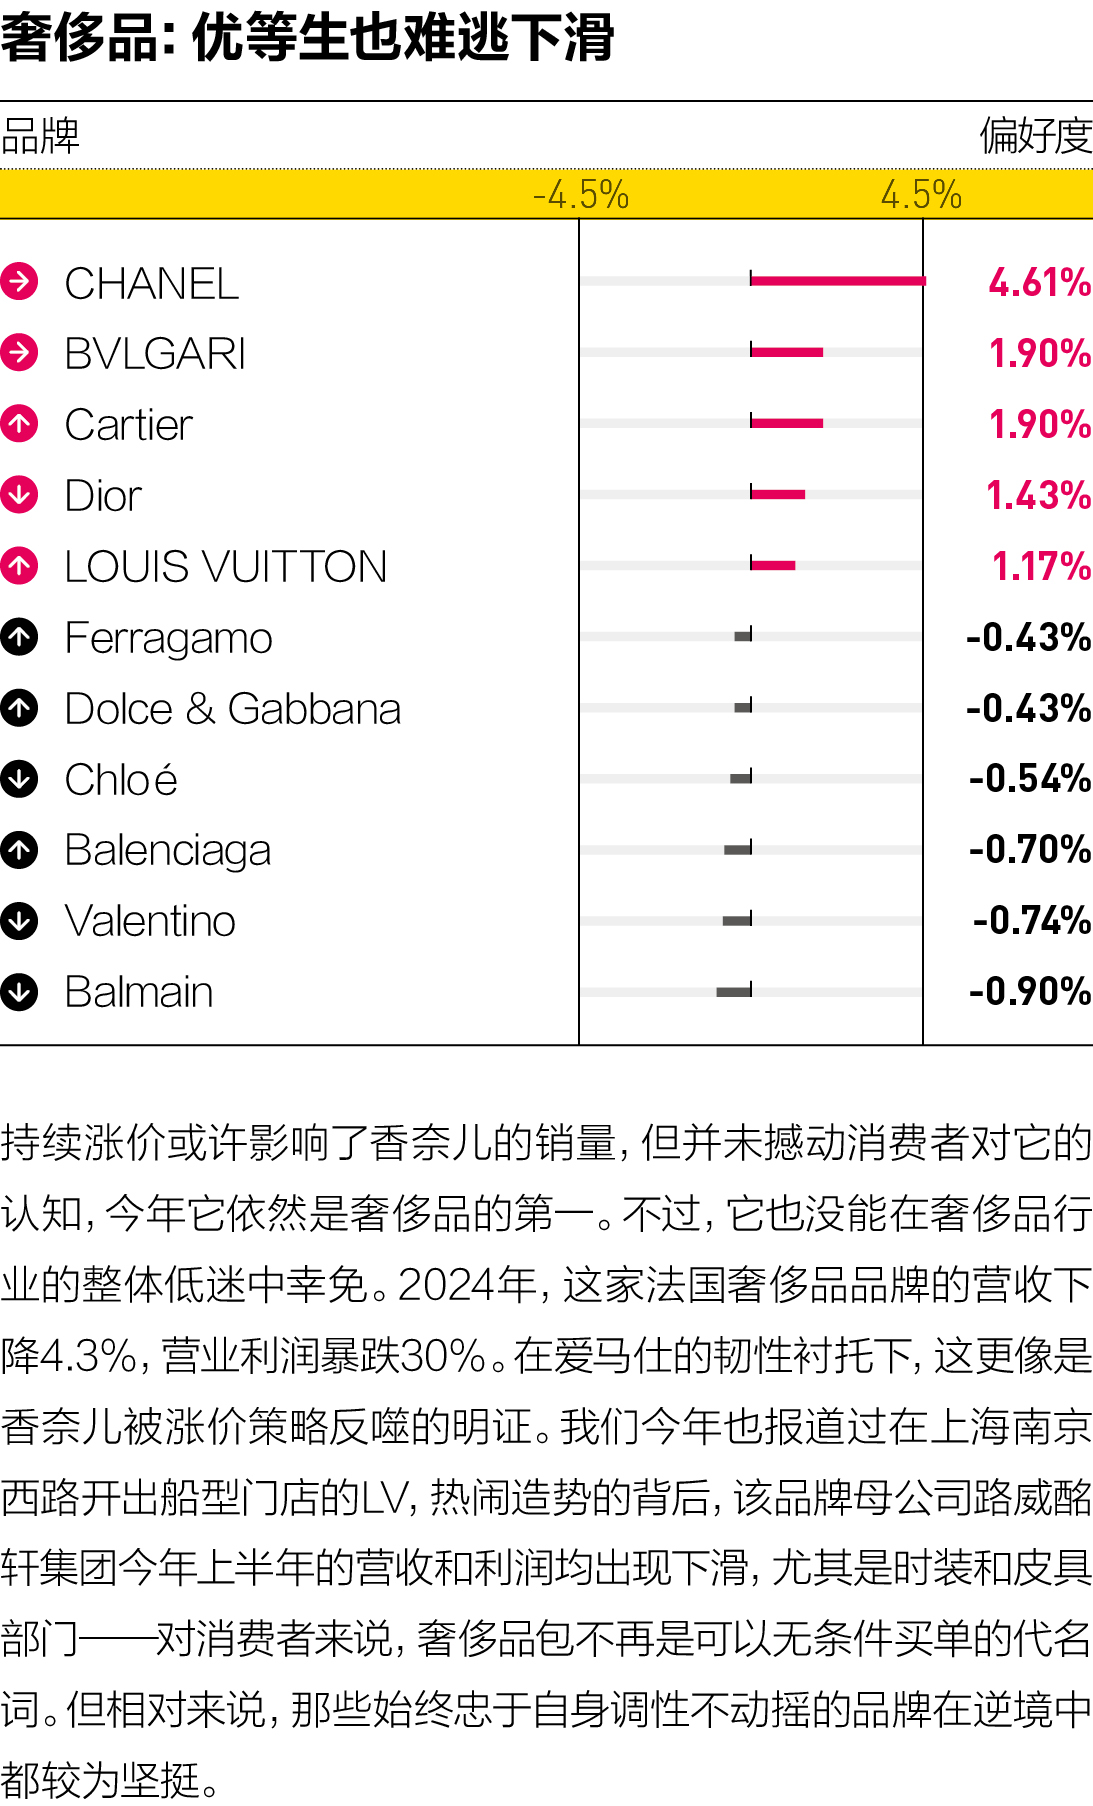 奢侈品：优等生也难逃下滑
品牌 偏好度
-4.5% 4.5%
CHANEL 4.61%
BVLGARI 1.90%
Cartier 1.90%
Dior 1.43%
LOUIS VUITTON 1.17%
Ferragamo -0.43%
Dolce & Gabbana -0.43%
Chloé -0.54%
Balenciaga -0.70%
Valentino -0.74%
Balmain -0.90%
持续涨价或许影响了香奈儿的销量，但并未撼动消费者对它的
认知，今年它依然是奢侈品的第一。不过，它也没能在奢侈品行
业的整体低迷中幸免。2024年，这家法国奢侈品品牌的营收下
降4.3%，营业利润暴跌30%。在爱马仕的韧性衬托下，这更像是
香奈儿被涨价策略反噬的明证。我们今年也报道过在上海南京
西路开出船型门店的LV，热闹造势的背后，该品牌母公司路威酩
轩集团今年上半年的营收和利润均出现下滑，尤其是时装和皮具
部门——对消费者来说，奢侈品包不再是可以无条件买单的代名
词。但相对来说，那些始终忠于自身调性不动摇的品牌在逆境中
都较为坚挺。